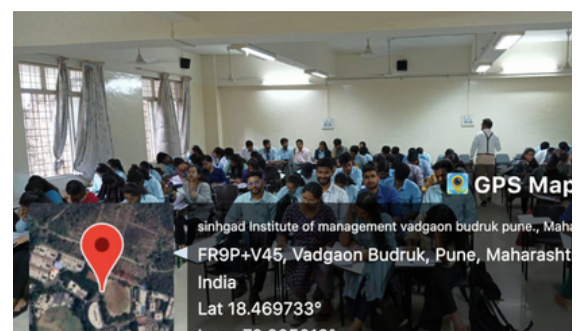 GPS Map
sinhgad Institute of management vadgaon budruk pune., Maha
FR9P+V45, Vadgaon Budruk, Pune, Maharasht
India
Lat 18.469733°